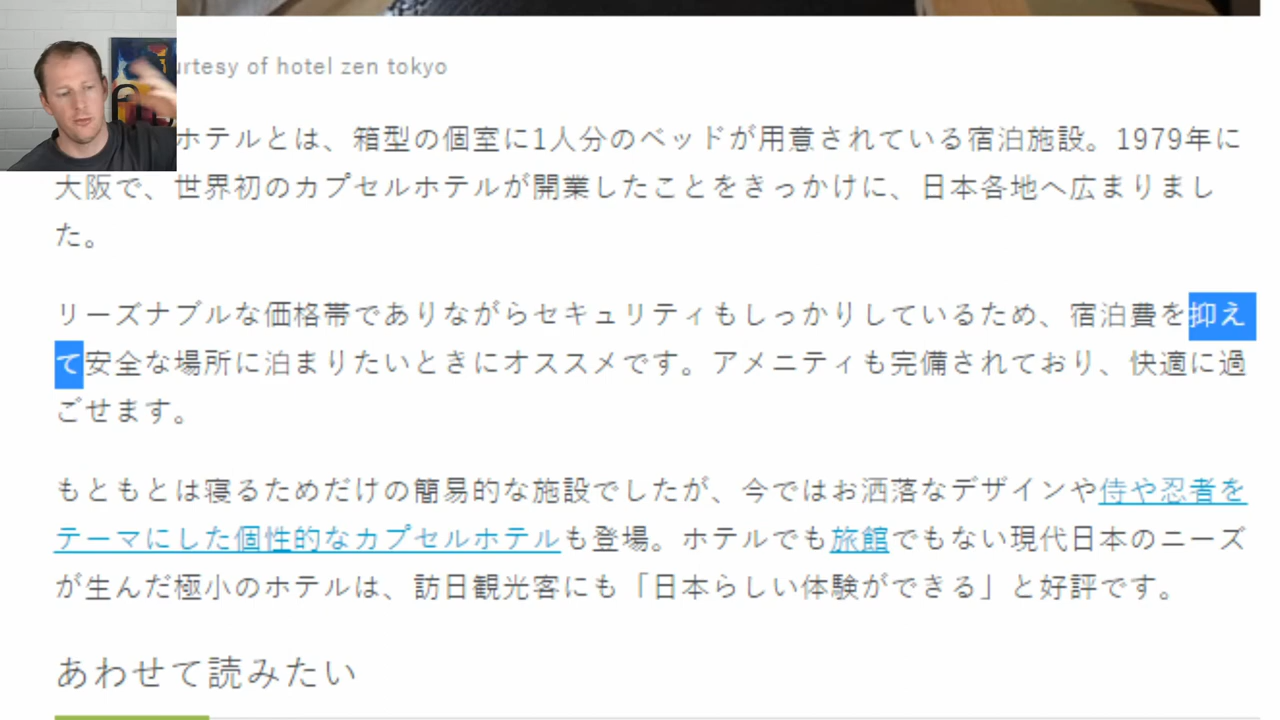 urtesy of hotel zen tokyo
ホテルとは、箱型の個室に1人分のベッドが用意されている宿泊施設。1979年に
大阪で、世界初のカプセルホテルが開業したことをきっかけに、日本各地へ広まりまし
た。
リーズナブルな価格帯でありながらセキュリティもしっかりしているため、宿泊費を抑え
て安全な場所に泊まりたいときにオススメです。アメニティも完備されており、快適に過
ごせます。
もともとは寝るためだけの簡易的な施設でしたが、今ではお洒落なデザインや侍や忍者を
テーマにした個性的なカプセルホテルも登場。ホテルでも旅館でもない現代日本のニーズ
が生んだ極小のホテルは、訪日観光客にも「日本らしい体験ができる」と好評です。
あわせて読みたい